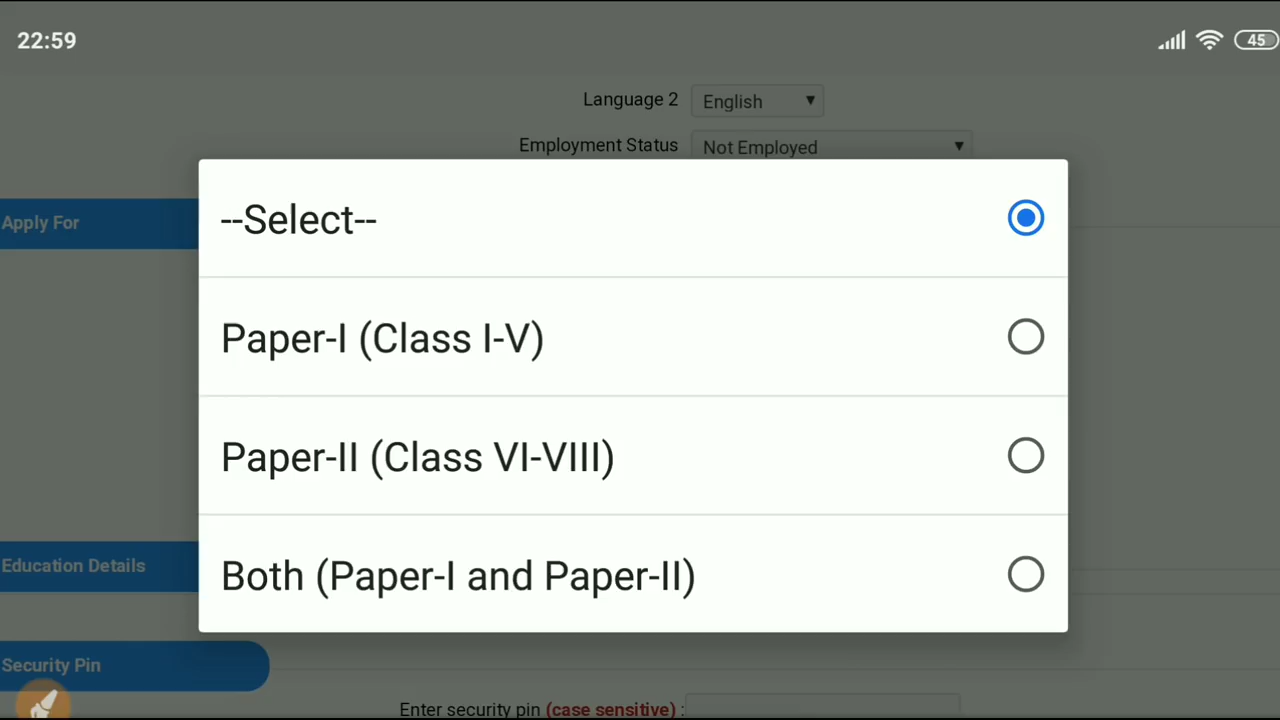 22:59
45
Language 2 English
Employment Status Not Employed
Apply For
--Select--
Paper-I (Class I-V)
Paper-II (Class VI-VIII)
Both (Paper-I and Paper-II)
Education Details
Security Pin
Enter security pin (case sensitive) :